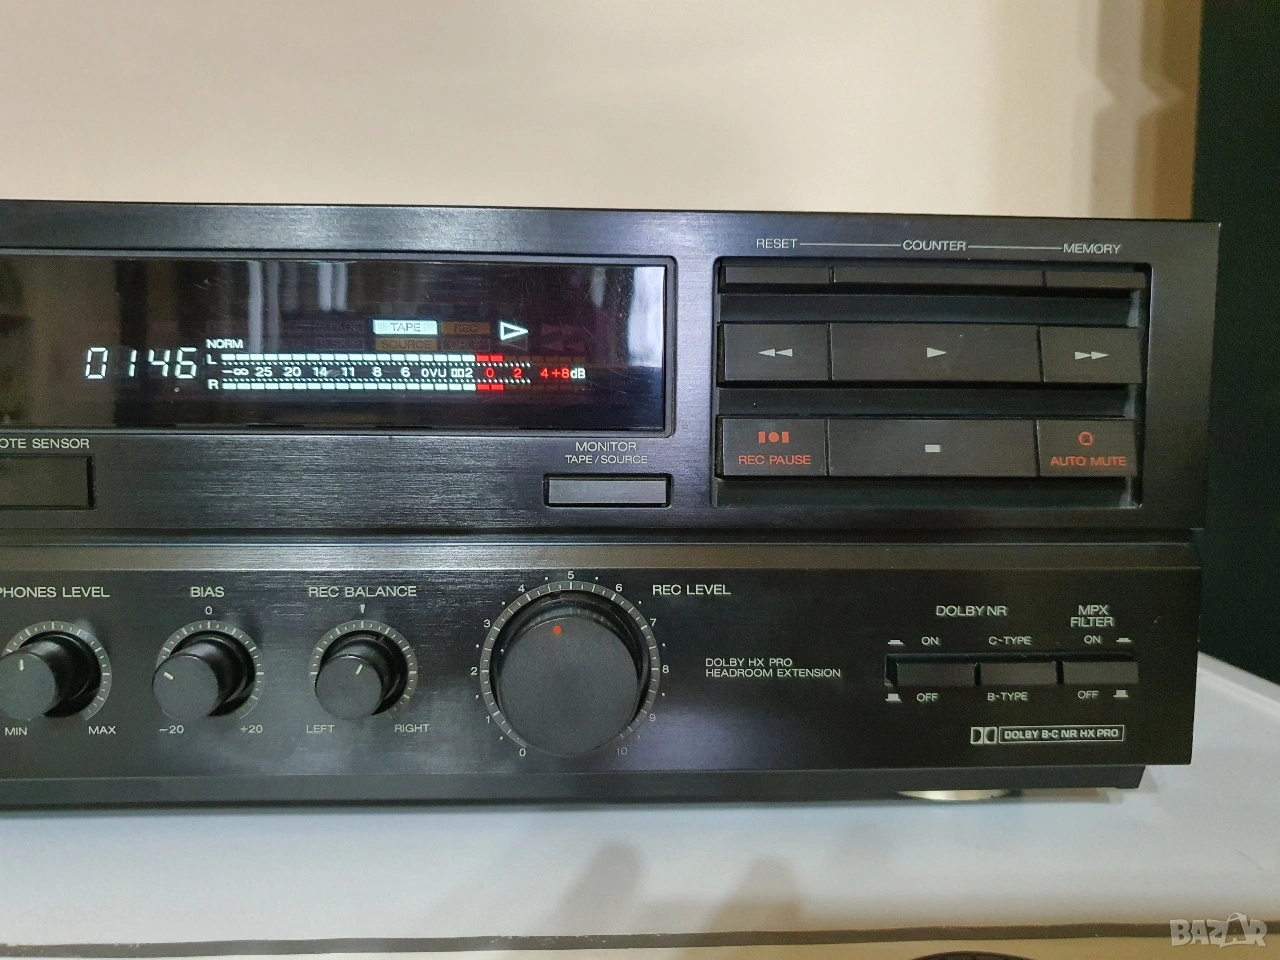 RESET COUNTER MEMORY
TAPE REC
SOURCE
NORM
0146
L
-∞ 25 20 14 11 8 6 0VU 2 0 2 4 +8dB
R
OTE SENSOR
MONITOR
TAPE/SOURCE
REC PAUSE
AUTO MUTE
PHONES LEVEL
MIN MAX
BIAS
0
-20 +20
REC BALANCE
LEFT RIGHT
REC LEVEL
0 1 2 3 4 5 6 7 8 9 10
DOLBY HX PRO
HEADROOM EXTENSION
DOLBY NR
MPX
FILTER
ON C-TYPE ON
OFF B-TYPE OFF
DOLBY B-C NR HX PRO
BAZAR